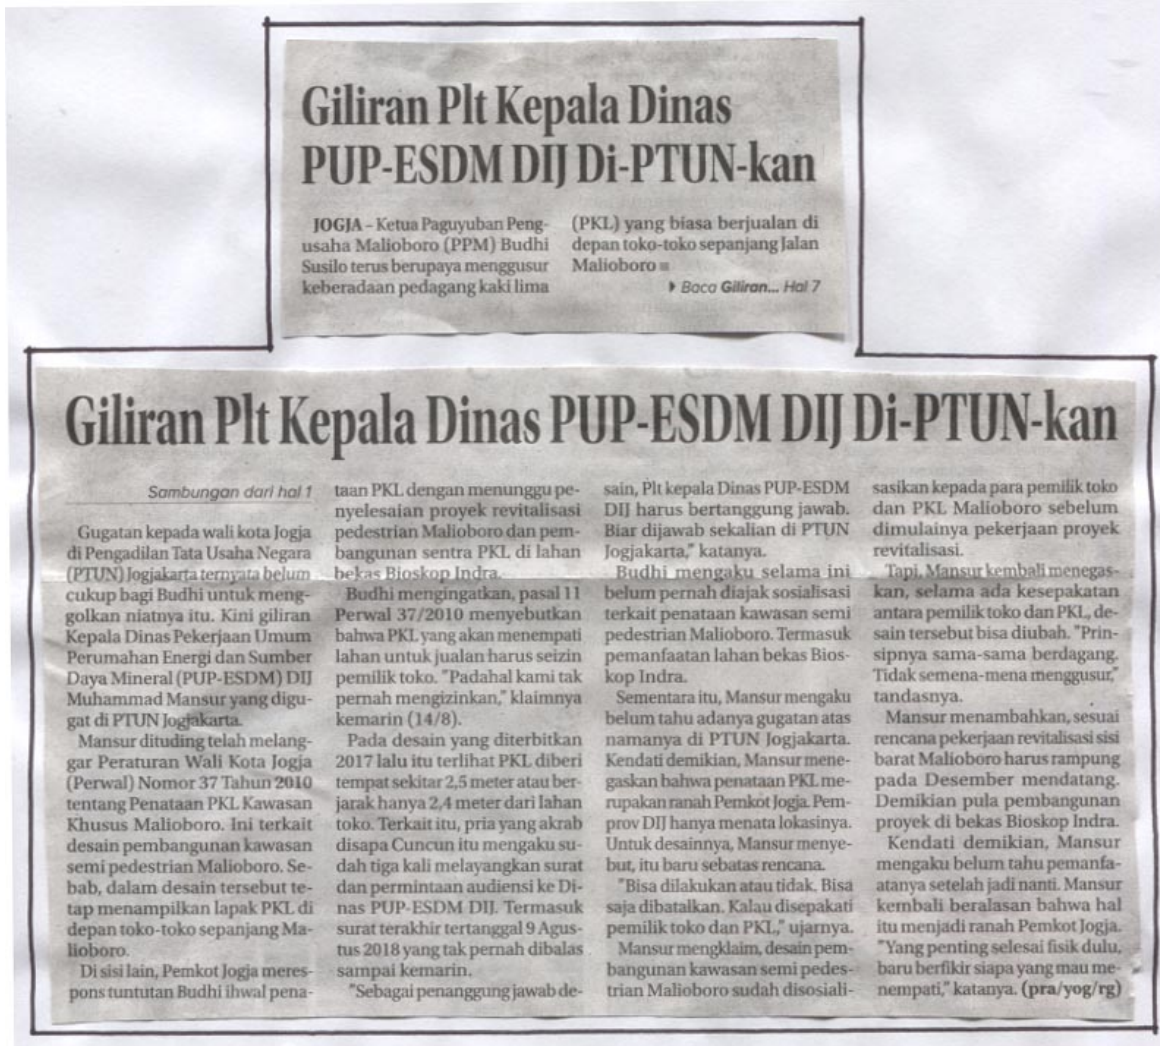 Giliran Plt Kepala Dinas
PUP-ESDM DIJ Di-PTUN-kan
JOGJA – Ketua Paguyuban Peng-
usaha Malioboro (PPM) Budhi
Susilo terus berupaya menggusur
keberadaan pedagang kaki lima
(PKL) yang biasa berjualan di
depan toko-toko sepanjang Jalan
Malioboro ■
▶ Baca Giliran... Hal 7
Giliran Plt Kepala Dinas PUP-ESDM DIJ Di-PTUN-kan
Sambungan dari hal 1
Gugatan kepada wali kota Jogja
di Pengadilan Tata Usaha Negara
(PTUN) Jogjakarta ternyata belum
cukup bagi Budhi untuk meng-
golkan niatnya itu. Kini giliran
Kepala Dinas Pekerjaan Umum
Perumahan Energi dan Sumber
Daya Mineral (PUP-ESDM) DIJ
Muhammad Mansur yang digu-
gat di PTUN Jogjakarta.
Mansur dituding telah melang-
gar Peraturan Wali Kota Jogja
(Perwal) Nomor 37 Tahun 2010
tentang Penataan PKL Kawasan
Khusus Malioboro. Ini terkait
desain pembangunan kawasan
semi pedestrian Malioboro. Se-
bab, dalam desain tersebut te-
tap menampilkan lapak PKL di
depan toko-toko sepanjang Ma-
lioboro.
Di sisi lain, Pemkot Jogja meres-
pons tuntutan Budhi ihwal pena-
taan PKL dengan menunggu pe-
nyelesaian proyek revitalisasi
pedestrian Malioboro dan pem-
bangunan sentra PKL di lahan
bekas Bioskop Indra.
Budhi mengingatkan, pasal 11
Perwal 37/2010 menyebutkan
bahwa PKL yang akan menempati
lahan untuk jualan harus seizin
pemilik toko. "Padahal kami tak
pernah mengizinkan," klaimnya
kemarin (14/8).
Pada desain yang diterbitkan
2017 lalu itu terlihat PKL diberi
tempat sekitar 2,5 meter atau ber-
jarak hanya 2,4 meter dari lahan
toko. Terkait itu, pria yang akrab
disapa Cuncun itu mengaku su-
dah tiga kali melayangkan surat
dan permintaan audiensi ke Di-
nas PUP-ESDM DIJ. Termasuk
surat terakhir tertanggal 9 Agus-
tus 2018 yang tak pernah dibalas
sampai kemarin.
"Sebagai penanggung jawab de-
sain, Plt kepala Dinas PUP-ESDM
DIJ harus bertanggung jawab.
Biar dijawab sekalian di PTUN
Jogjakarta," katanya.
Budhi mengaku selama ini
belum pernah diajak sosialisasi
terkait penataan kawasan semi
pedestrian Malioboro. Termasuk
pemanfaatan lahan bekas Bios-
kop Indra.
Sementara itu, Mansur mengaku
belum tahu adanya gugatan atas
namanya di PTUN Jogjakarta.
Kendati demikian, Mansur mene-
gaskan bahwa penataan PKL me-
rupakan ranah Pemkot Jogja. Pem-
prov DIJ hanya menata lokasinya.
Untuk desainnya, Mansur menye-
but, itu baru sebatas rencana.
"Bisa dilakukan atau tidak. Bisa
saja dibatalkan. Kalau disepakati
pemilik toko dan PKL," ujarnya.
Mansur mengklaim, desain pem-
bangunan kawasan semi pedes-
trian Malioboro sudah disosiali-
sasikan kepada para pemilik toko
dan PKL Malioboro sebelum
dimulainya pekerjaan proyek
revitalisasi.
Tapi, Mansur kembali menegas-
kan, selama ada kesepakatan
antara pemilik toko dan PKL, de-
sain tersebut bisa diubah. "Prin-
sipnya sama-sama berdagang.
Tidak semena-mena menggusur,"
tandasnya.
Mansur menambahkan, sesuai
rencana pekerjaan revitalisasi sisi
barat Malioboro harus rampung
pada Desember mendatang.
Demikian pula pembangunan
proyek di bekas Bioskop Indra.
Kendati demikian, Mansur
mengaku belum tahu pemanfa-
atanya setelah jadi nanti. Mansur
kembali beralasan bahwa hal
itu menjadi ranah Pemkot Jogja.
"Yang penting selesai fisik dulu,
baru berfikir siapa yang mau me-
nempati," katanya. (pra/yog/rg)